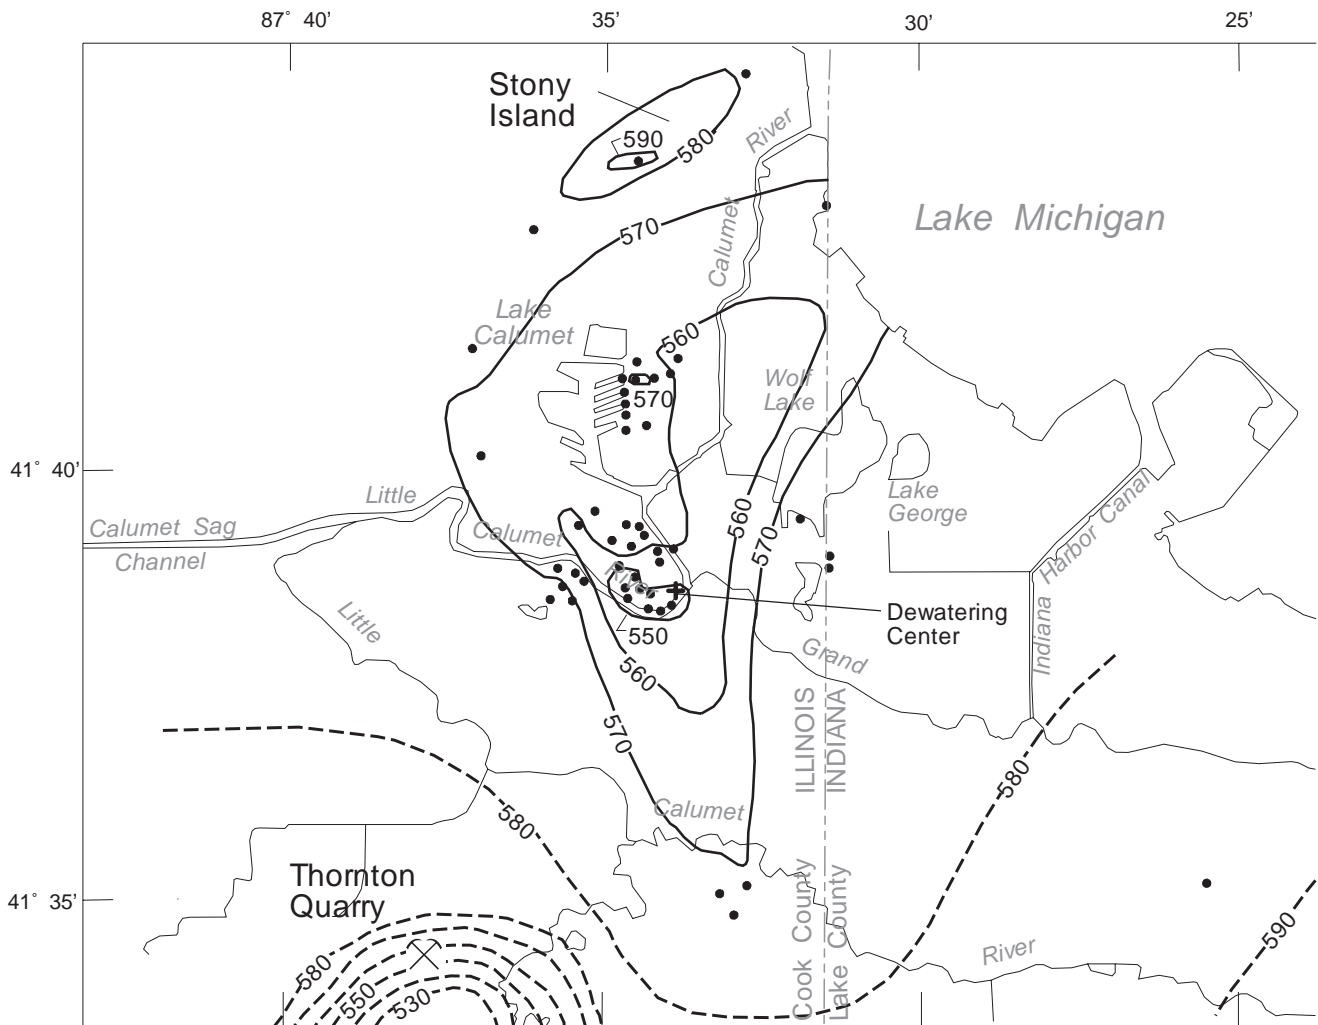 87° 40’ 35’ 30’ 25’
Stony
Island
590
580
River
Lake Michigan
570
Calumet
Lake
Calumet
560
570
Wolf
Lake
41° 40’
Little
Calumet Sag
Channel
Calumet
560
570
Lake
George
Harbor Canal
River
Little
550
Dewatering
Center
Indiana
560
Grand
570
ILLINOIS
INDIANA
580
580
Calumet
Thornton
Quarry
41° 35’
Cook County
Lake County
River
590
580
550
530